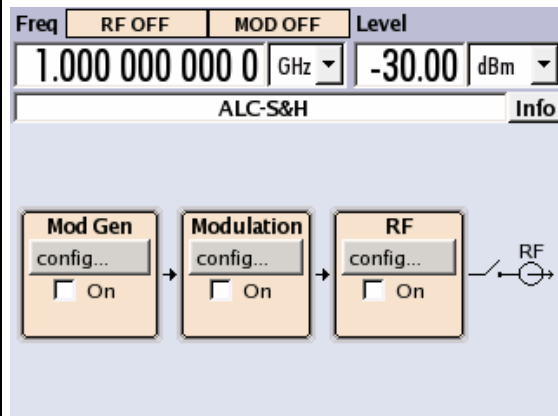 Freq RF OFF MOD OFF Level
1.000 000 000 0 GHz -30.00 dBm
ALC-S&H Info
Mod Gen Modulation RF
config... config... config... RF
On On On